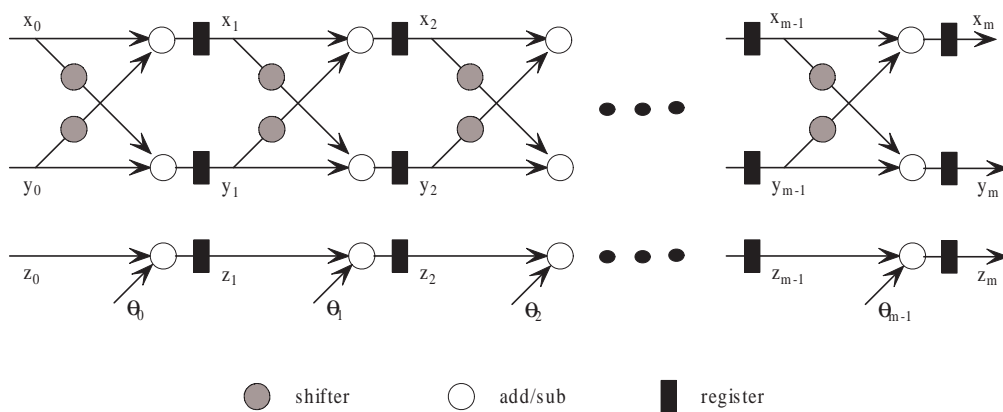 x₀ x₁ x₂ xₘ₋₁ xₘ
y₀ y₁ y₂ yₘ₋₁ yₘ
z₀ z₁ z₂ zₘ₋₁ zₘ
θ₀ θ₁ θ₂ θₘ₋₁
shifter add/sub register